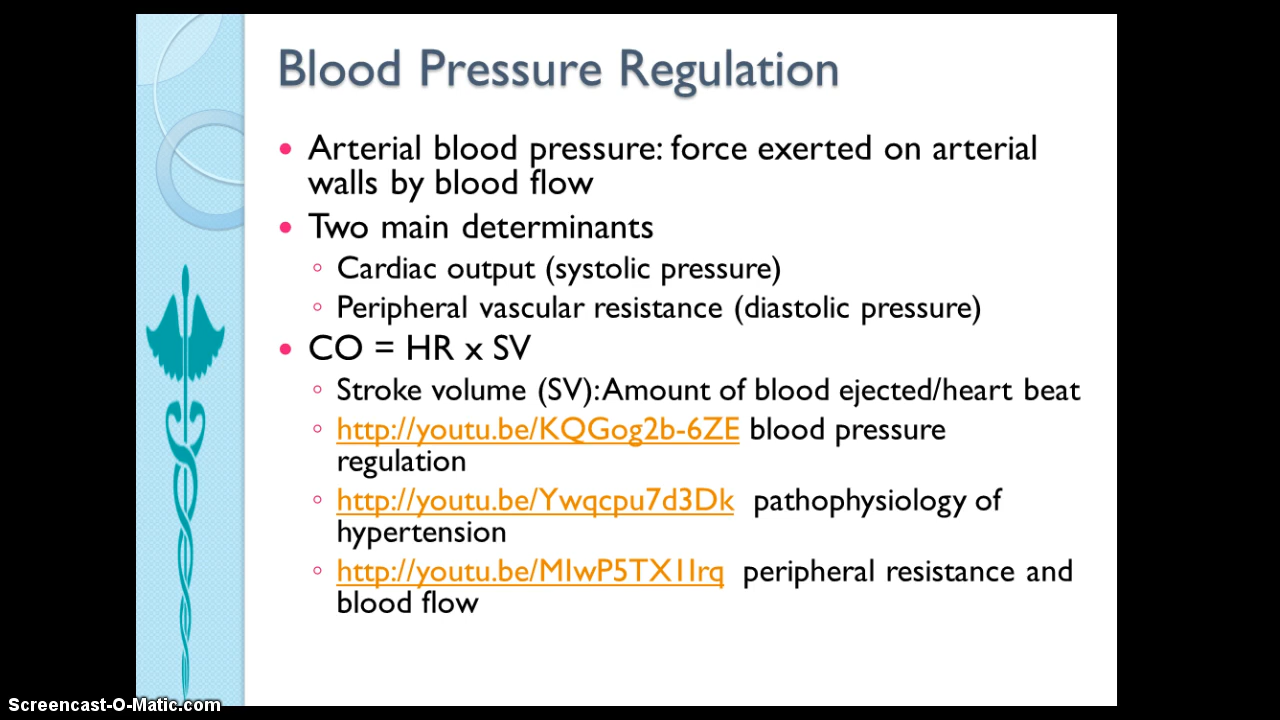 Blood Pressure Regulation
Arterial blood pressure: force exerted on arterial
walls by blood flow
Two main determinants
Cardiac output (systolic pressure)
Peripheral vascular resistance (diastolic pressure)
CO = HR x SV
Stroke volume (SV): Amount of blood ejected/heart beat
http://youtu.be/KQGog2b-6ZE blood pressure
regulation
http://youtu.be/Ywqcpu7d3Dk pathophysiology of
hypertension
http://youtu.be/MIwP5TX1Irq peripheral resistance and
blood flow
Screencast-O-Matic.com